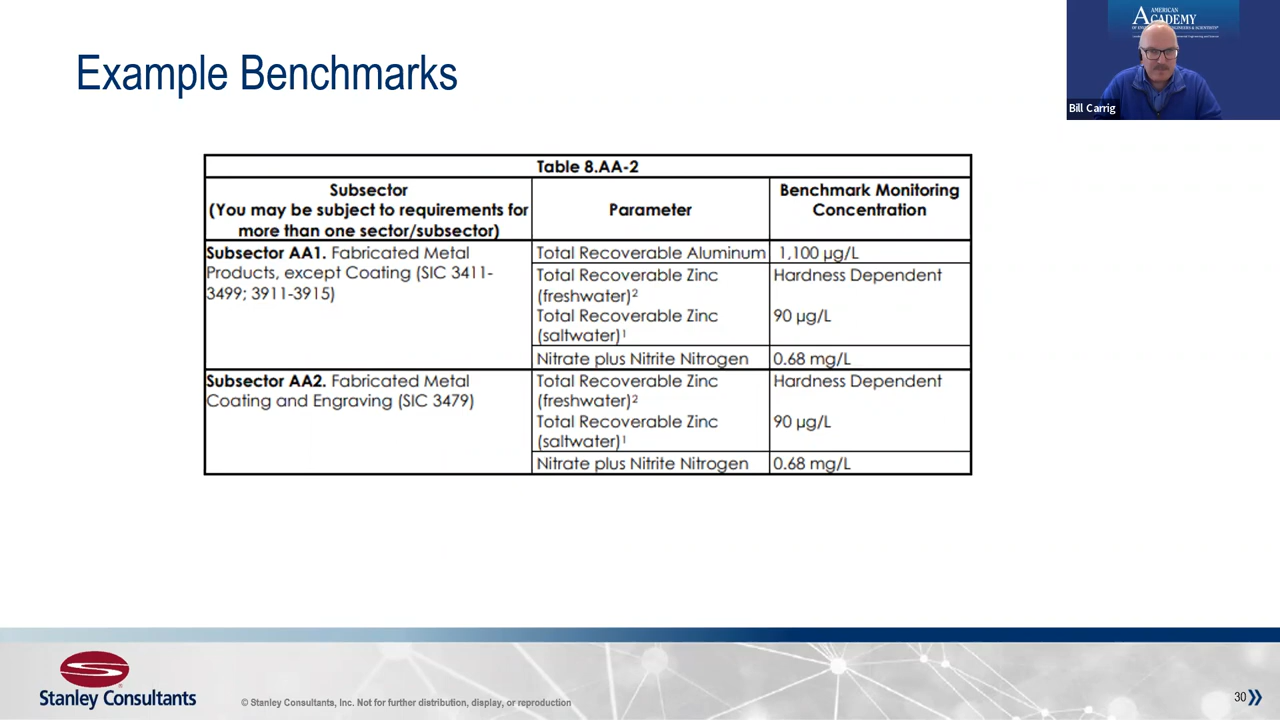 Example Benchmarks
AMERICAN
ACADEMY
Bill Carrig
Table 8.AA-2
Subsector
(You may be subject to requirements for
more than one sector/subsector)
Parameter
Benchmark Monitoring
Concentration
Subsector AA1. Fabricated Metal
Products, except Coating (SIC 3411-
3499; 3911-3915)
Total Recoverable Aluminum
1,100 µg/L
Total Recoverable Zinc
(freshwater)²
Hardness Dependent
Total Recoverable Zinc
(saltwater)¹
90 µg/L
Nitrate plus Nitrite Nitrogen
0.68 mg/L
Subsector AA2. Fabricated Metal
Coating and Engraving (SIC 3479)
Total Recoverable Zinc
(freshwater)²
Hardness Dependent
Total Recoverable Zinc
(saltwater)¹
90 µg/L
Nitrate plus Nitrite Nitrogen
0.68 mg/L
Stanley Consultants
© Stanley Consultants, Inc. Not for further distribution, display, or reproduction
30